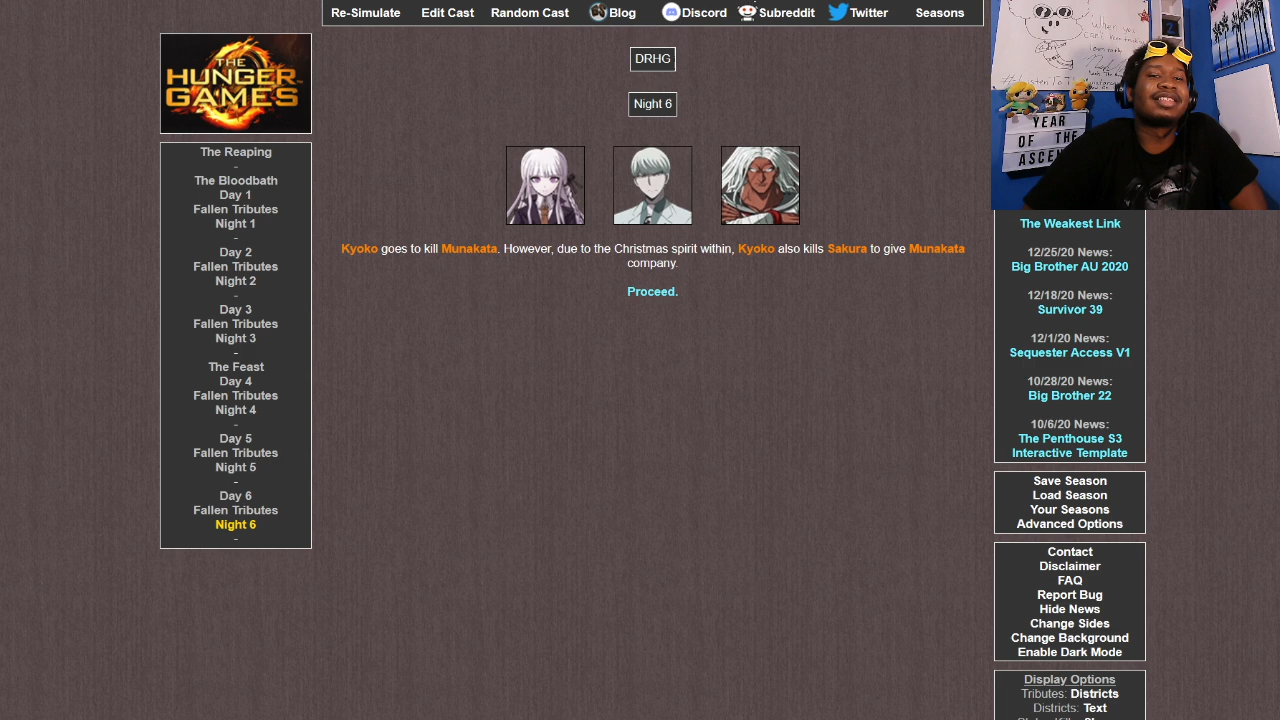 Re-Simulate Edit Cast Random Cast Blog Discord Subreddit Twitter Seasons
THE
HUNGER
GAMES
The Reaping
-
The Bloodbath
Day 1
Fallen Tributes
Night 1
-
Day 2
Fallen Tributes
Night 2
-
Day 3
Fallen Tributes
Night 3
-
The Feast
Day 4
Fallen Tributes
Night 4
-
Day 5
Fallen Tributes
Night 5
-
Day 6
Fallen Tributes
Night 6
-
DRHG
Night 6
Kyoko goes to kill Munakata. However, due to the Christmas spirit within, Kyoko also kills Sakura to give Munakata
company.
Proceed.
YEAR
OF THE
ASCEN
The Weakest Link
12/25/20 News:
Big Brother AU 2020
12/18/20 News:
Survivor 39
12/1/20 News:
Sequester Access V1
10/28/20 News:
Big Brother 22
10/6/20 News:
The Penthouse S3
Interactive Template
Save Season
Load Season
Your Seasons
Advanced Options
Contact
Disclaimer
FAQ
Report Bug
Hide News
Change Sides
Change Background
Enable Dark Mode
Display Options
Tributes: Districts
Districts: Text